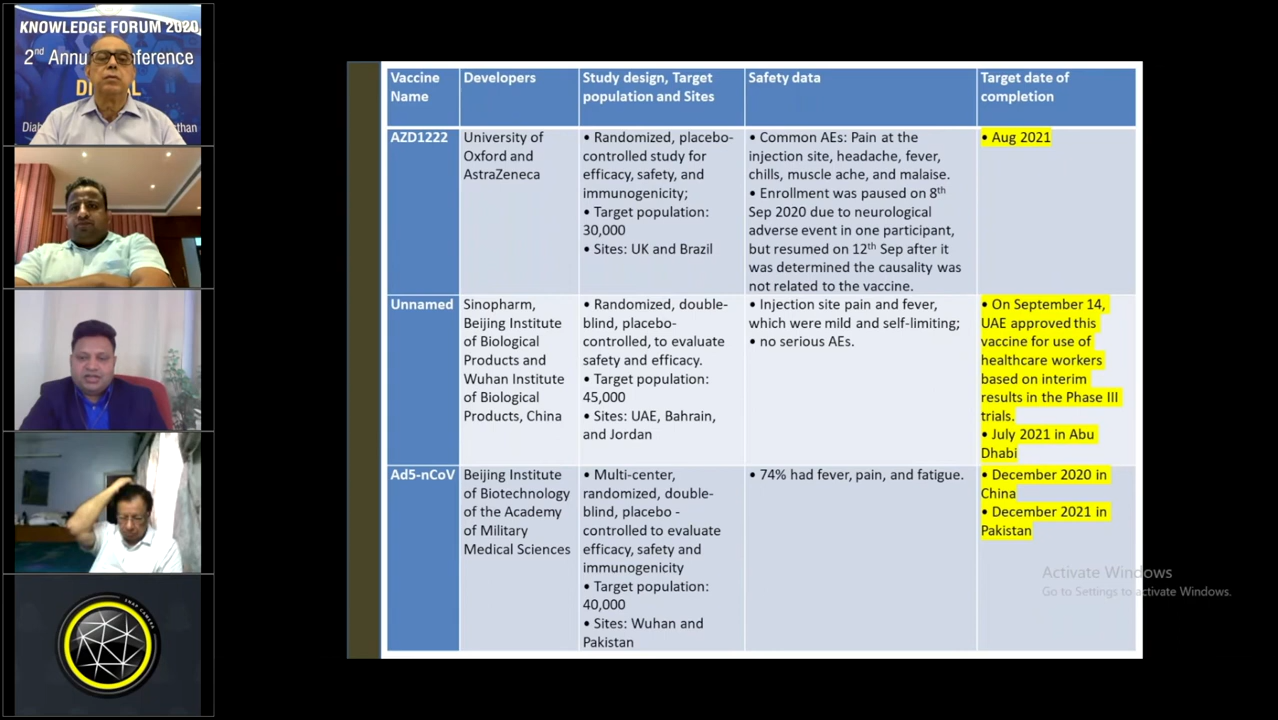 KNOWLEDGE FORUM 2020,
2nd Annu ference
DI AL
Diab sthan
SNAP CAMERA
Vaccine Name
Developers
Study design, Target population and Sites
Safety data
Target date of completion
AZD1222
University of
Oxford and
AstraZeneca
• Randomized, placebo-
controlled study for
efficacy, safety, and
immunogenicity;
• Target population:
30,000
• Sites: UK and Brazil
• Common AEs: Pain at the
injection site, headache, fever,
chills, muscle ache, and malaise.
• Enrollment was paused on 8th
Sep 2020 due to neurological
adverse event in one participant,
but resumed on 12th Sep after it
was determined the causality was
not related to the vaccine.
• Aug 2021
Unnamed
Sinopharm,
Beijing Institute
of Biological
Products and
Wuhan Institute
of Biological
Products, China
• Randomized, double-
blind, placebo-
controlled, to evaluate
safety and efficacy.
• Target population:
45,000
• Sites: UAE, Bahrain,
and Jordan
• Injection site pain and fever,
which were mild and self-limiting;
• no serious AEs.
• On September 14,
UAE approved this
vaccine for use of
healthcare workers
based on interim
results in the Phase III
trials.
• July 2021 in Abu
Dhabi
Ad5-nCoV
Beijing Institute
of Biotechnology
of the Academy
of Military
Medical Sciences
• Multi-center,
randomized, double-
blind, placebo -
controlled to evaluate
efficacy, safety and
immunogenicity
• Target population:
40,000
• Sites: Wuhan and
Pakistan
• 74% had fever, pain, and fatigue.
• December 2020 in
China
• December 2021 in
Pakistan
Activate Windows
Go to Settings to activate Windows.